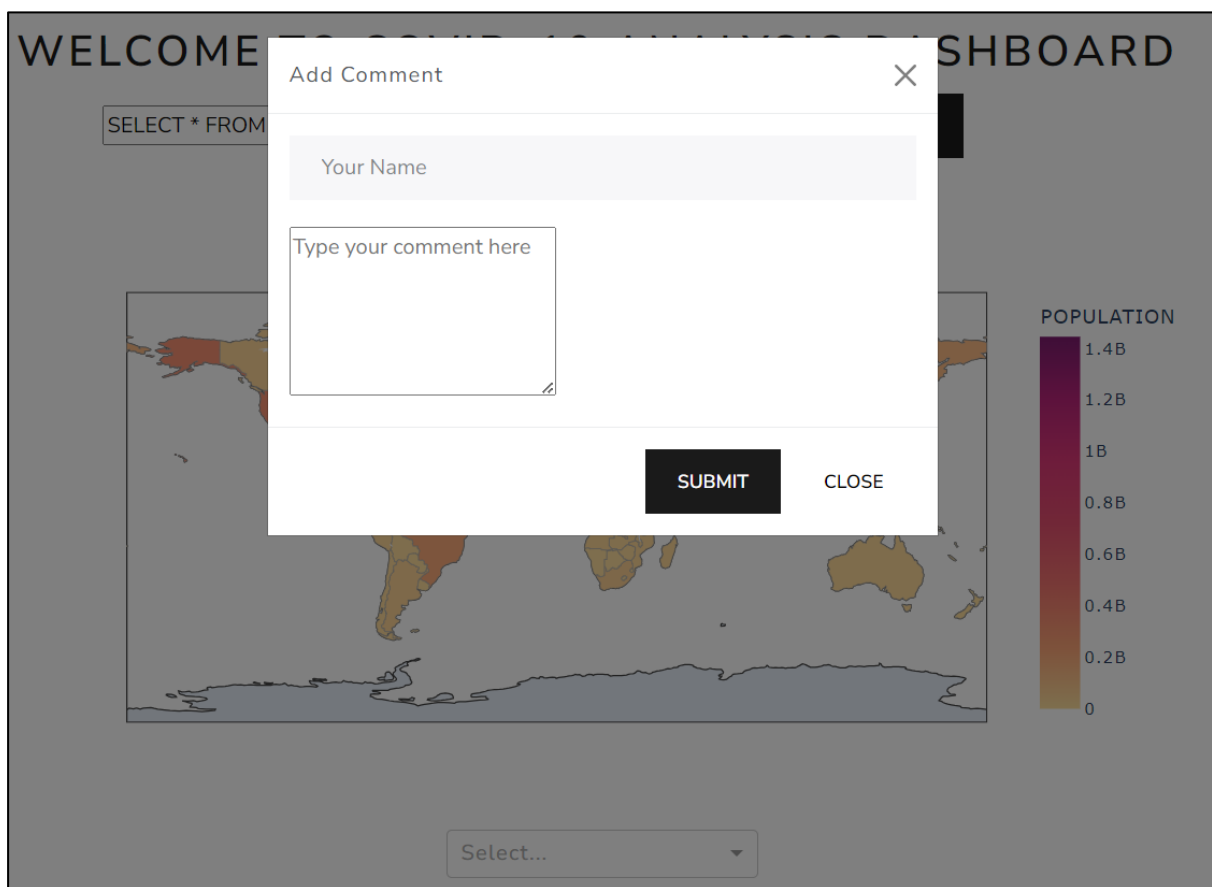 WELCOME SHBOARD
Add Comment
SELECT * FROM
Your Name
Type your comment here
SUBMIT CLOSE
POPULATION
1.4B
1.2B
1B
0.8B
0.6B
0.4B
0.2B
0
Select...